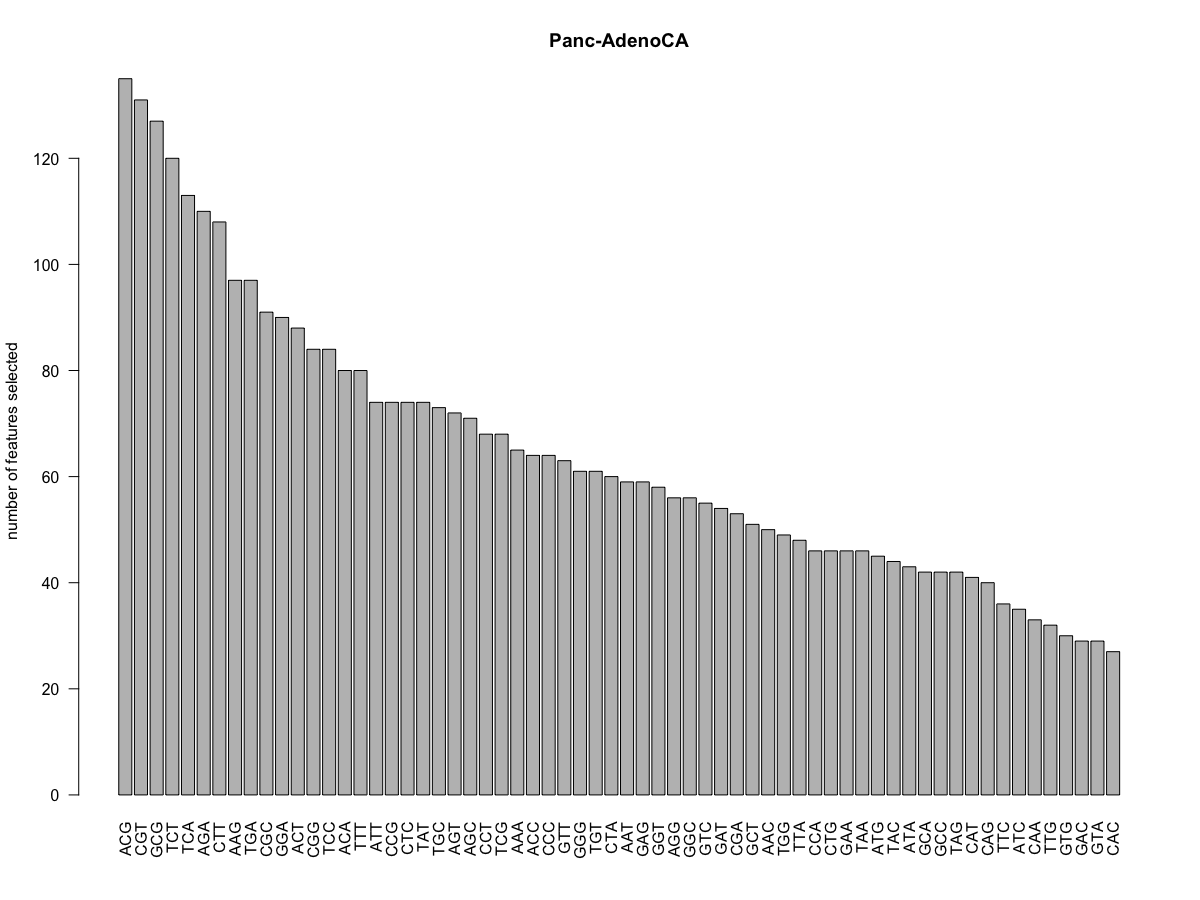 Panc-AdenoCA
number of features selected
120
100
80
60
40
20
0
ACG CGT GCG TCT TCA AGA CTT AAG TGA CGC GGA ACT CGG TCC ACA TTT ATT CCG CTC TAT TGC AGT AGC CCT TCG AAA ACC CCC GTT GGG TGT CTA AAT GAG GGT AGG GGC GTC GAT CGA GCT AAC TGG TTA CCA CTG GAA TAA ATG TAC ATA GCA GCC TAG CAT CAG TTC ATC CAA TTG GTG GAC GTA CAC